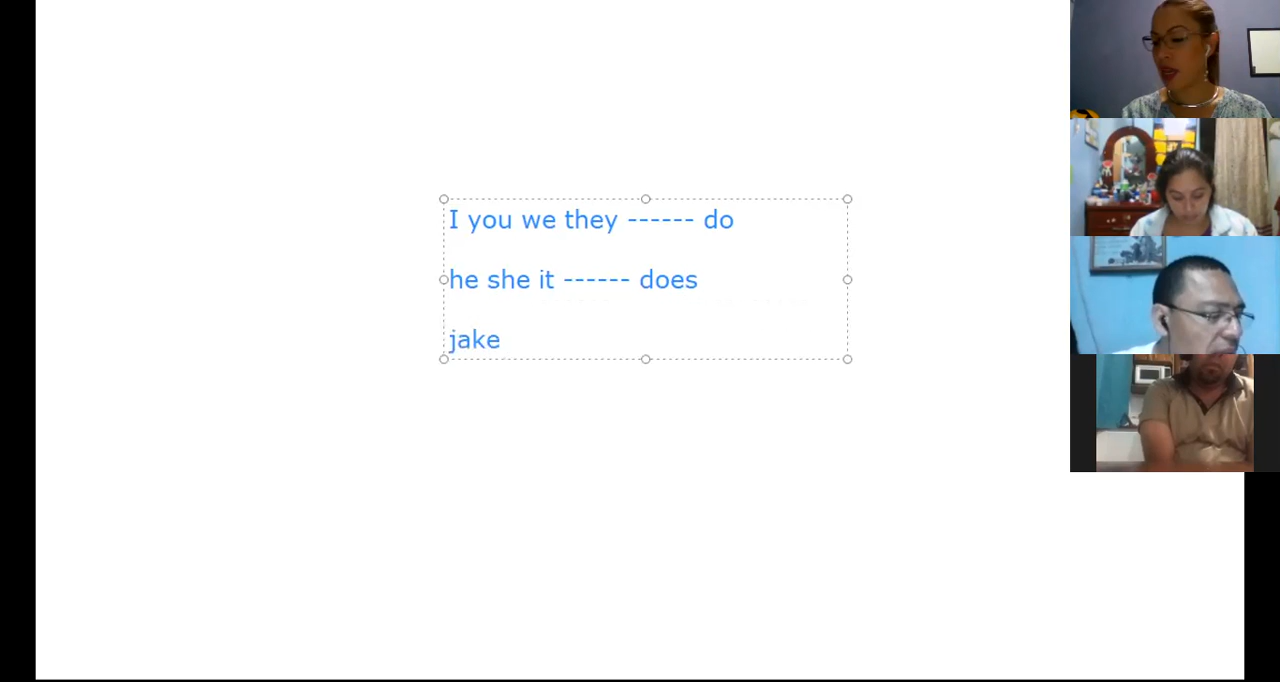 I you we they ------ do
he she it ------ does
jake